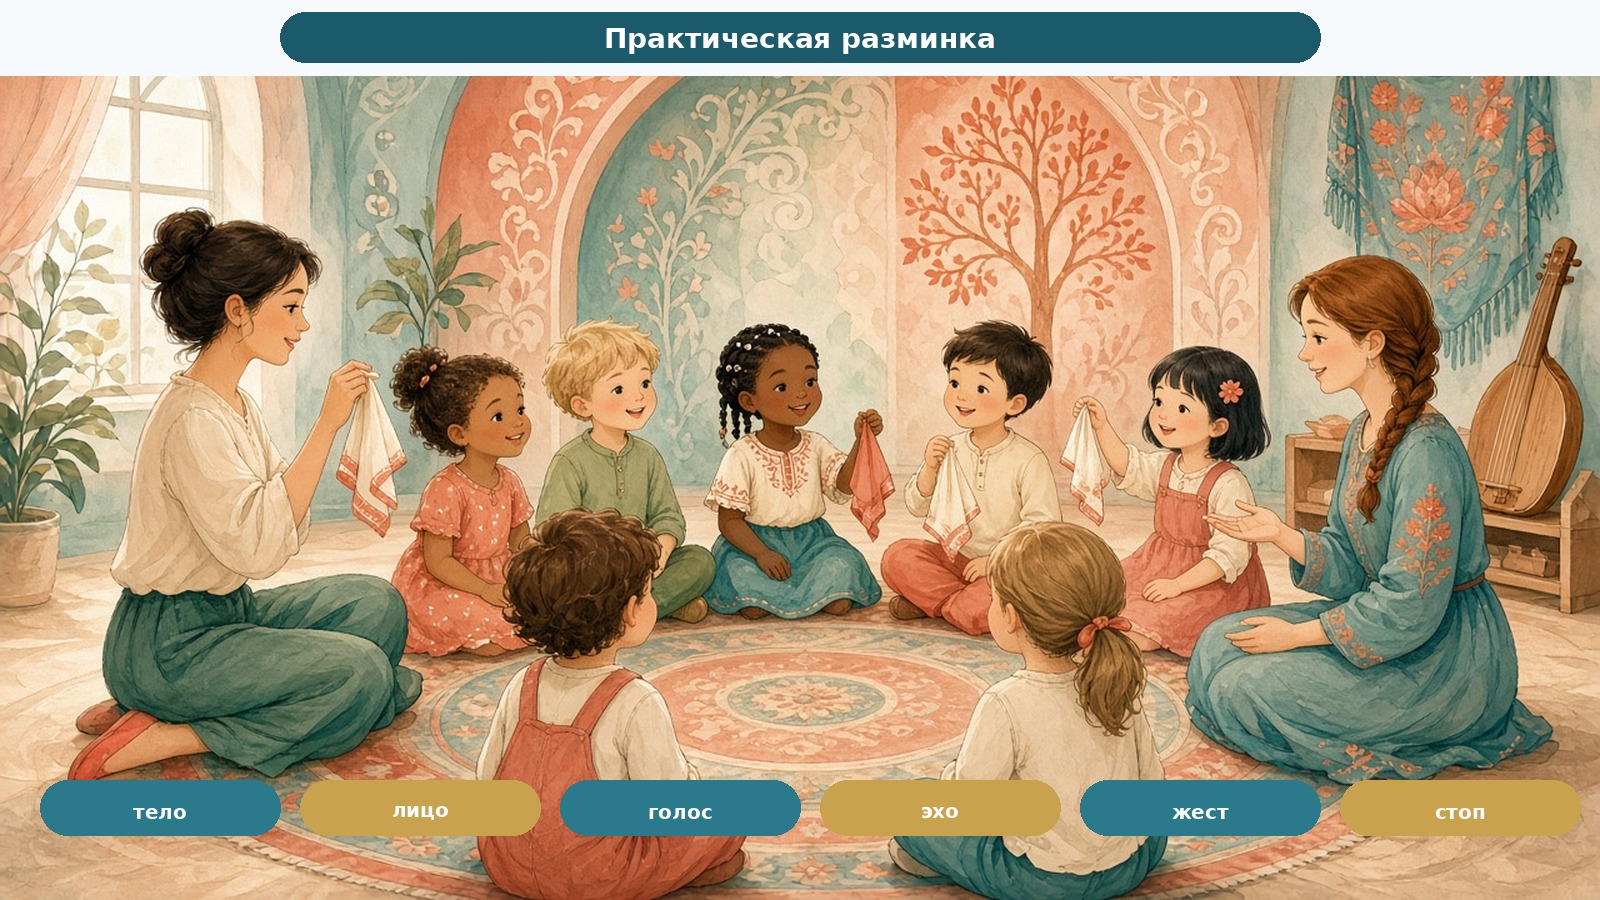 Практическая разминка
тело
лицо
голос
эхо
жест
стоп